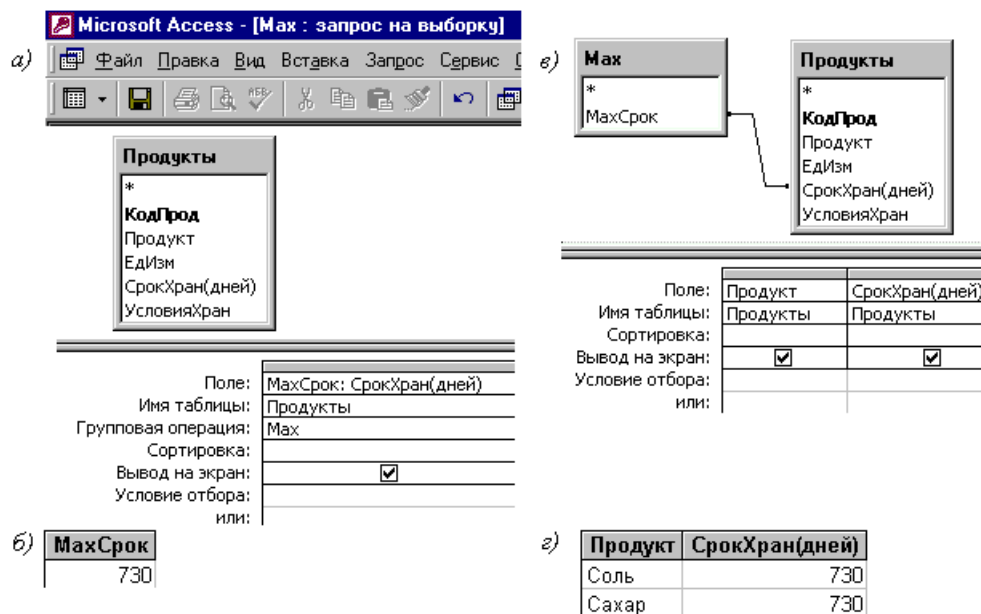 а)
Microsoft Access - [Max : запрос на выборку]
Файл Правка Вид Вставка Запрос Сервис
Продукты
*
КодПрод
Продукт
ЕдИзм
СрокХран(дней)
УсловияХран
Поле: MaxСрок: СрокХран(дней)
Имя таблицы: Продукты
Групповая операция: Max
Сортировка:
Вывод на экран:
Условие отбора:
или:
б)
MaxСрок
730
в)
Max
*
MaxСрок
Продукты
*
КодПрод
Продукт
ЕдИзм
СрокХран(дней)
УсловияХран
Поле: Продукт СрокХран(дней)
Имя таблицы: Продукты Продукты
Сортировка:
Вывод на экран:
Условие отбора:
или:
г)
Продукт СрокХран(дней)
Соль 730
Сахар 730